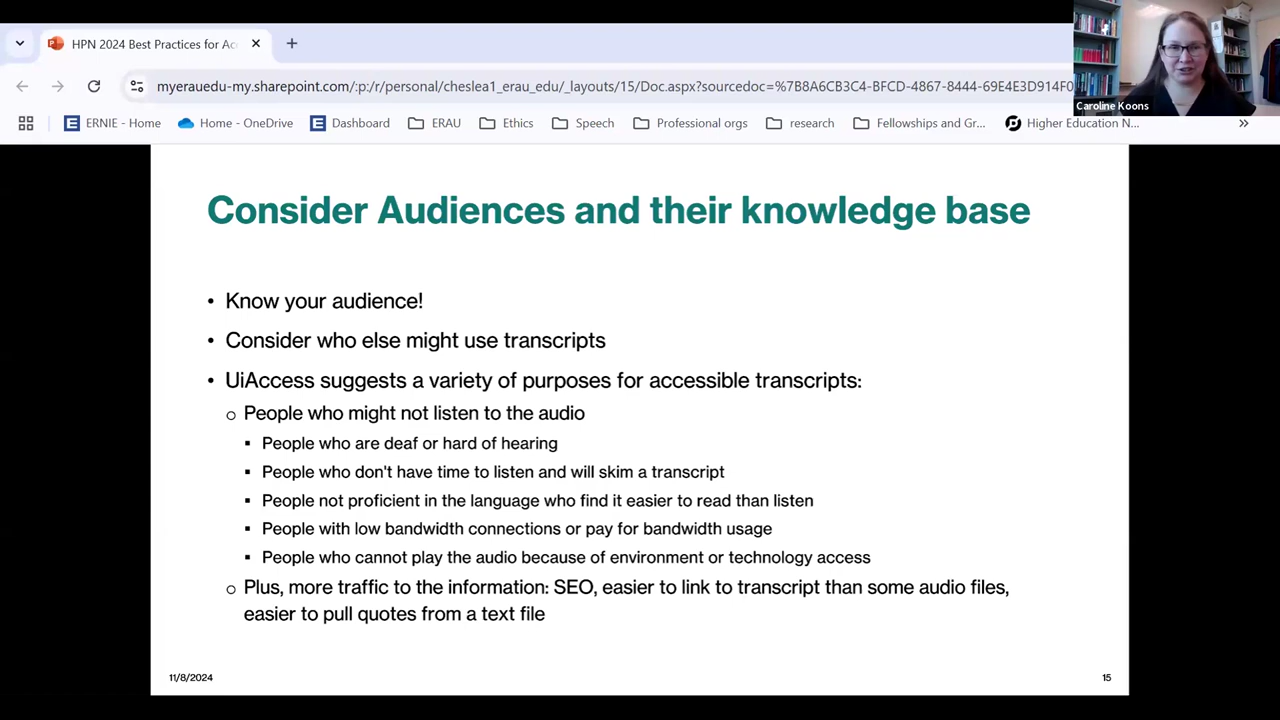 HPN 2024 Best Practices for Ac
myerauedu-my.sharepoint.com/:p:/r/personal/cheslea1_erau_edu/_layouts/15/Doc.aspx?sourcedoc=%7B8A6CB3C4-BFCD-4867-8444-69E4E3D914F0
Caroline Koons
ERNIE - Home Home - OneDrive Dashboard ERAU Ethics Speech Professional orgs research Fellowships and Gr... Higher Education N...
Consider Audiences and their knowledge base
• Know your audience!
• Consider who else might use transcripts
• UiAccess suggests a variety of purposes for accessible transcripts:
o People who might not listen to the audio
▪ People who are deaf or hard of hearing
▪ People who don't have time to listen and will skim a transcript
▪ People not proficient in the language who find it easier to read than listen
▪ People with low bandwidth connections or pay for bandwidth usage
▪ People who cannot play the audio because of environment or technology access
o Plus, more traffic to the information: SEO, easier to link to transcript than some audio files,
easier to pull quotes from a text file
11/8/2024 15